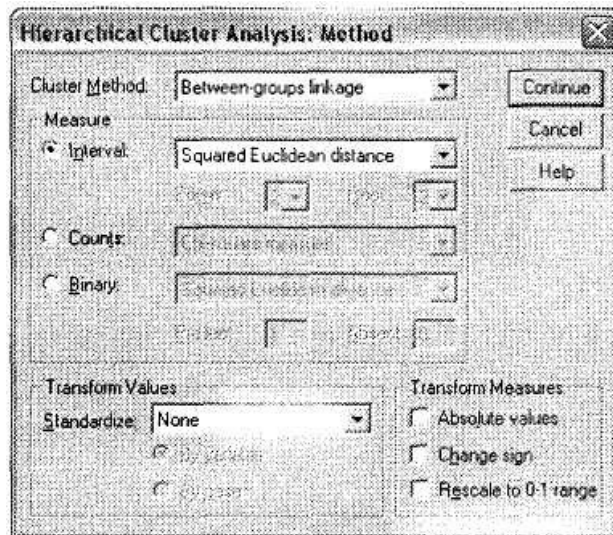 Hierarchical Cluster Analysis: Method
Cluster Method: Between-groups linkage
Continue
Cancel
Help
Measure
Interval: Squared Euclidean distance
Counts:
Binary:
Transform Values
Standardize: None
Transform Measures
Absolute values
Change sign
Rescale to 0-1 range